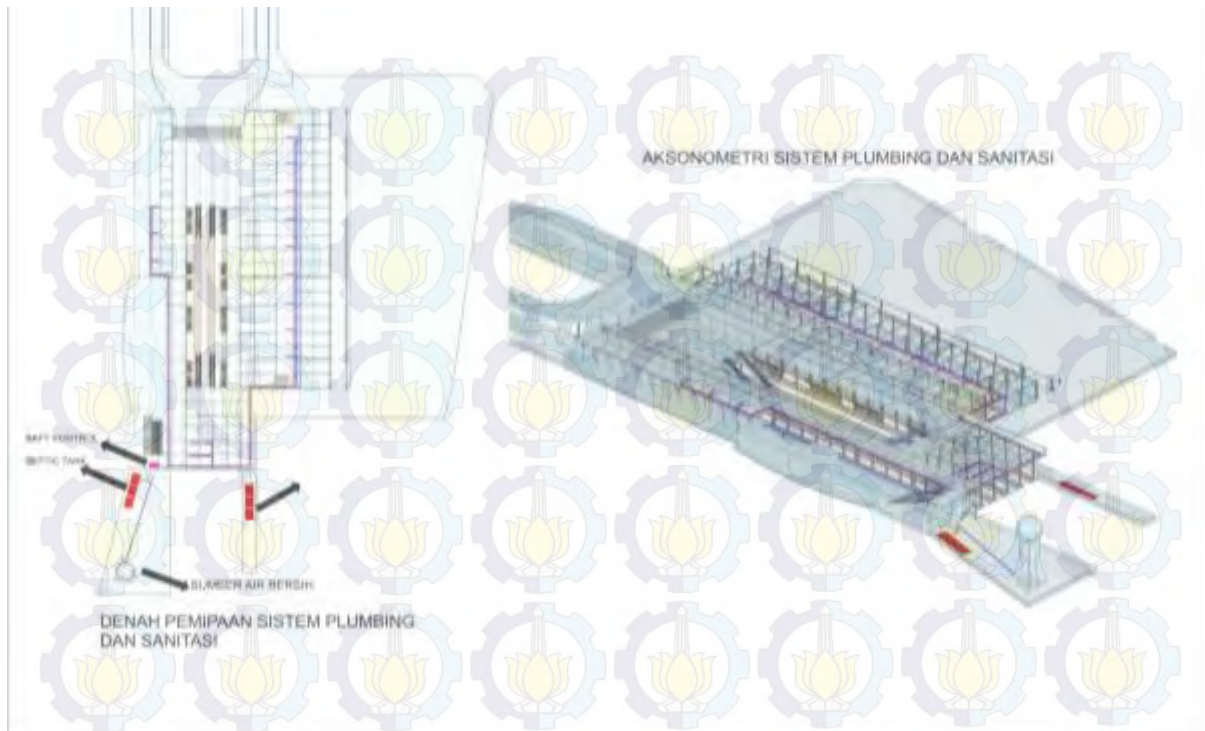 AKSONOMETRI SISTEM PLUMBING DAN SANITASI
SEPTIC TANK
SUMBER AIR BERSIH
DENAH PEMIPAAN SISTEM PLUMBING
DAN SANITASI